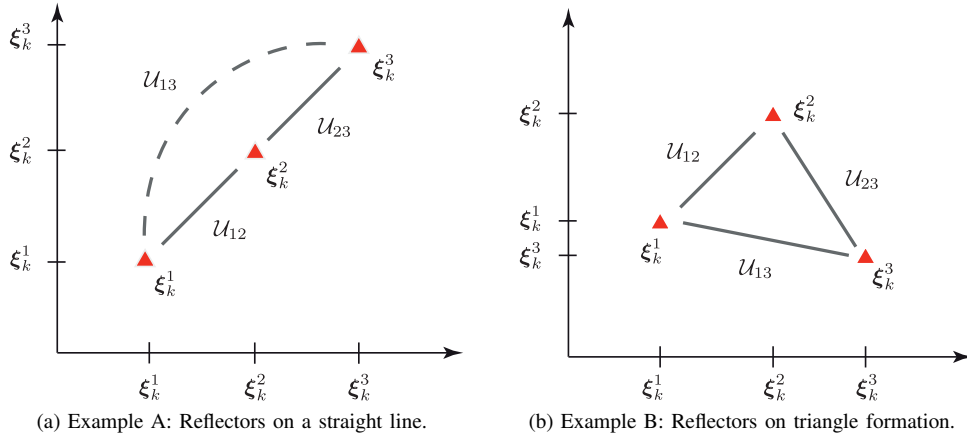 ξ_k^3
ξ_k^2
ξ_k^1
𝒰_13
ξ_k^3
𝒰_23
ξ_k^2
𝒰_12
ξ_k^1
ξ_k^1 ξ_k^2 ξ_k^3
(a) Example A: Reflectors on a straight line.
ξ_k^2
ξ_k^1
ξ_k^3
ξ_k^2
𝒰_12
𝒰_23
ξ_k^1
𝒰_13
ξ_k^3
ξ_k^1 ξ_k^2 ξ_k^3
(b) Example B: Reflectors on triangle formation.